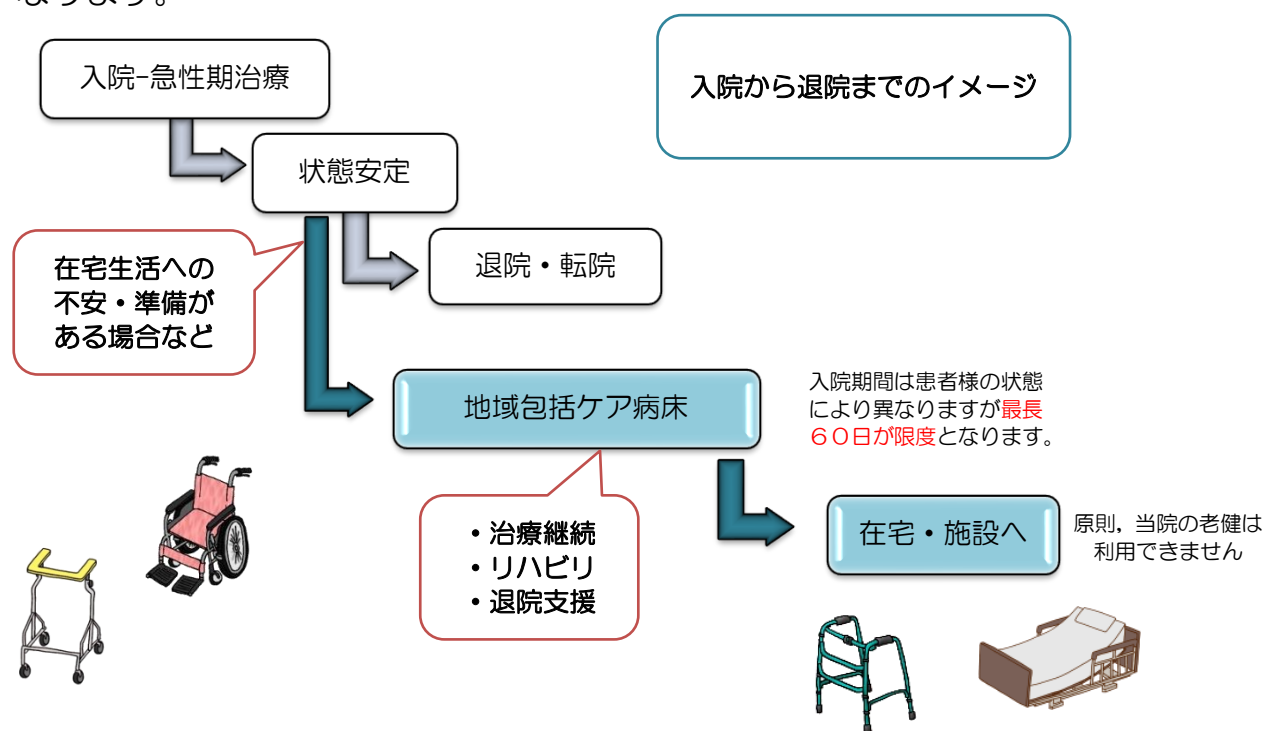 なります。
入院から退院までのイメージ
入院-急性期治療
状態安定
在宅生活への
不安・準備が
ある場合など
退院・転院
地域包括ケア病床
入院期間は患者様の状態
により異なりますが最長
６０日が限度となります。
・治療継続
・リハビリ
・退院支援
在宅・施設へ
原則，当院の老健は
利用できません